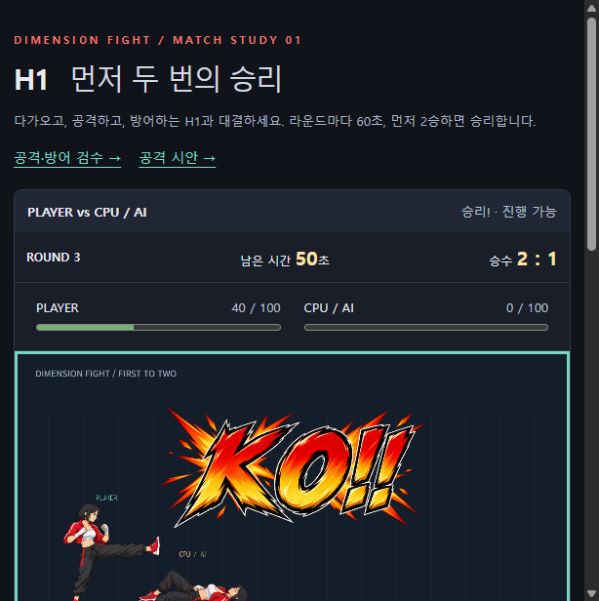 DIMENSION FIGHT / MATCH STUDY 01
H1 먼저 두 번의 승리
다가오고, 공격하고, 방어하는 H1과 대결하세요. 라운드마다 60초, 먼저 2승하면 승리합니다.
공격·방어 검수 → 공격 시안 →
PLAYER vs CPU / AI 승리! · 진행 가능
ROUND 3 남은 시간 50초 승수 2 : 1
PLAYER 40 / 100 CPU / AI 0 / 100
DIMENSION FIGHT / FIRST TO TWO
KO!!
PLAYER
CPU / AI